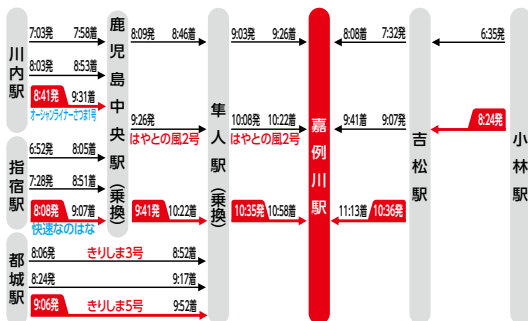 川内駅
7:03発 7:58着
8:03発 8:53着
8:41発 9:31着
オーシャンライナーさつま1号
指宿駅
6:52発 8:05着
7:28発 8:51着
8:08発 9:07着
快速なのはな
都城駅
8:06発 きりしま3号 8:52着
8:24発 9:17着
9:06発 きりしま5号 9:52着
鹿児島中央駅(乗換)
8:09発 8:46着
9:26発
はやとの風2号
9:41発 10:22着
隼人駅(乗換)
9:03発 9:26着
10:08発 10:22着
はやとの風2号
10:35発 10:58着
嘉例川駅
8:08着 7:32発
9:41着 9:07発
11:13着 10:36発
吉松駅
6:35発
8:24発
小林駅